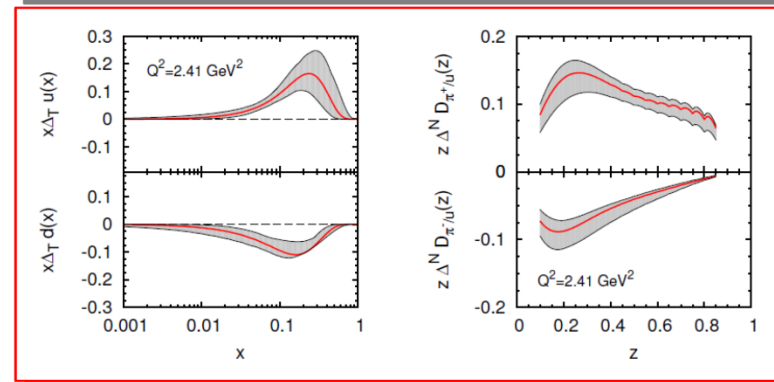 0.3
0.2
0.1
0
-0.1
x∆_T u(x)
Q²=2.41 GeV²
0.1
0
-0.1
-0.2
-0.3
x∆_T d(x)
0.001 0.01 0.1 1
x
0.2
0.1
0
z ∆^N D_π⁺/u(z)
-0.1
-0.2
z ∆^N D_π⁻/u(z)
Q²=2.41 GeV²
0 0.2 0.4 0.6 0.8 1
z